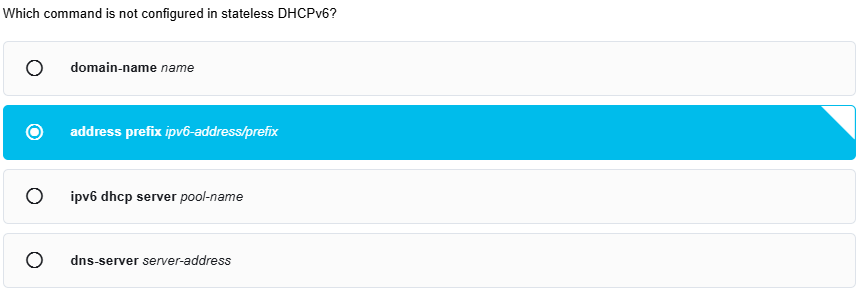 Which command is not configured in stateless DHCPv6?
domain-name name
address prefix ipv6-address/prefix
ipv6 dhcp server pool-name
dns-server server-address